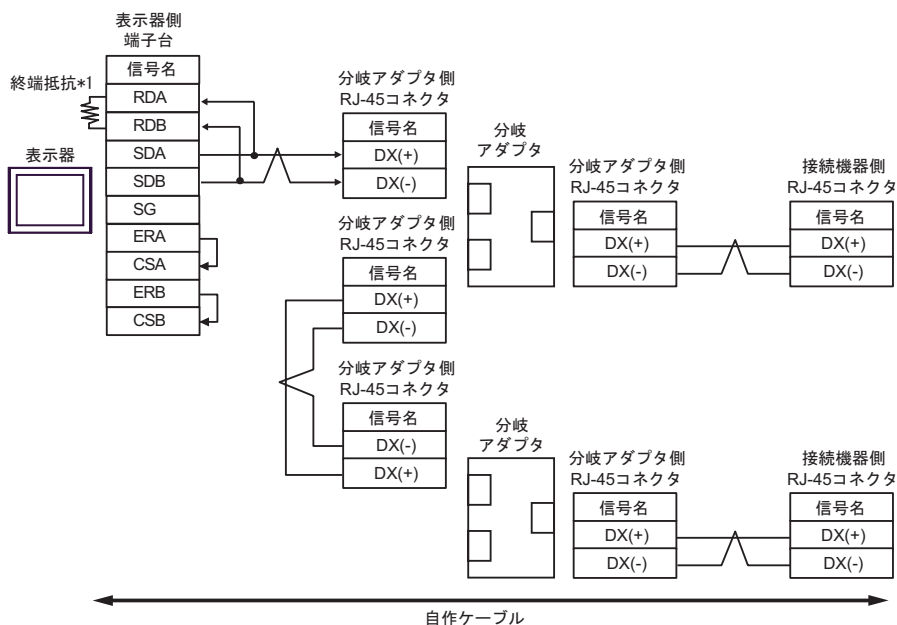 表示器側
端子台
信号名
RDA
RDB
SDA
SDB
SG
ERA
CSA
ERB
CSB
終端抵抗*1
表示器
分岐アダプタ側
RJ-45コネクタ
信号名
DX(+)
DX(-)
分岐アダプタ側
RJ-45コネクタ
信号名
DX(+)
DX(-)
分岐アダプタ側
RJ-45コネクタ
信号名
DX(-)
DX(+)
分岐
アダプタ
分岐アダプタ側
RJ-45コネクタ
信号名
DX(+)
DX(-)
接続機器側
RJ-45コネクタ
信号名
DX(+)
DX(-)
分岐
アダプタ
分岐アダプタ側
RJ-45コネクタ
信号名
DX(+)
DX(-)
接続機器側
RJ-45コネクタ
信号名
DX(+)
DX(-)
自作ケーブル